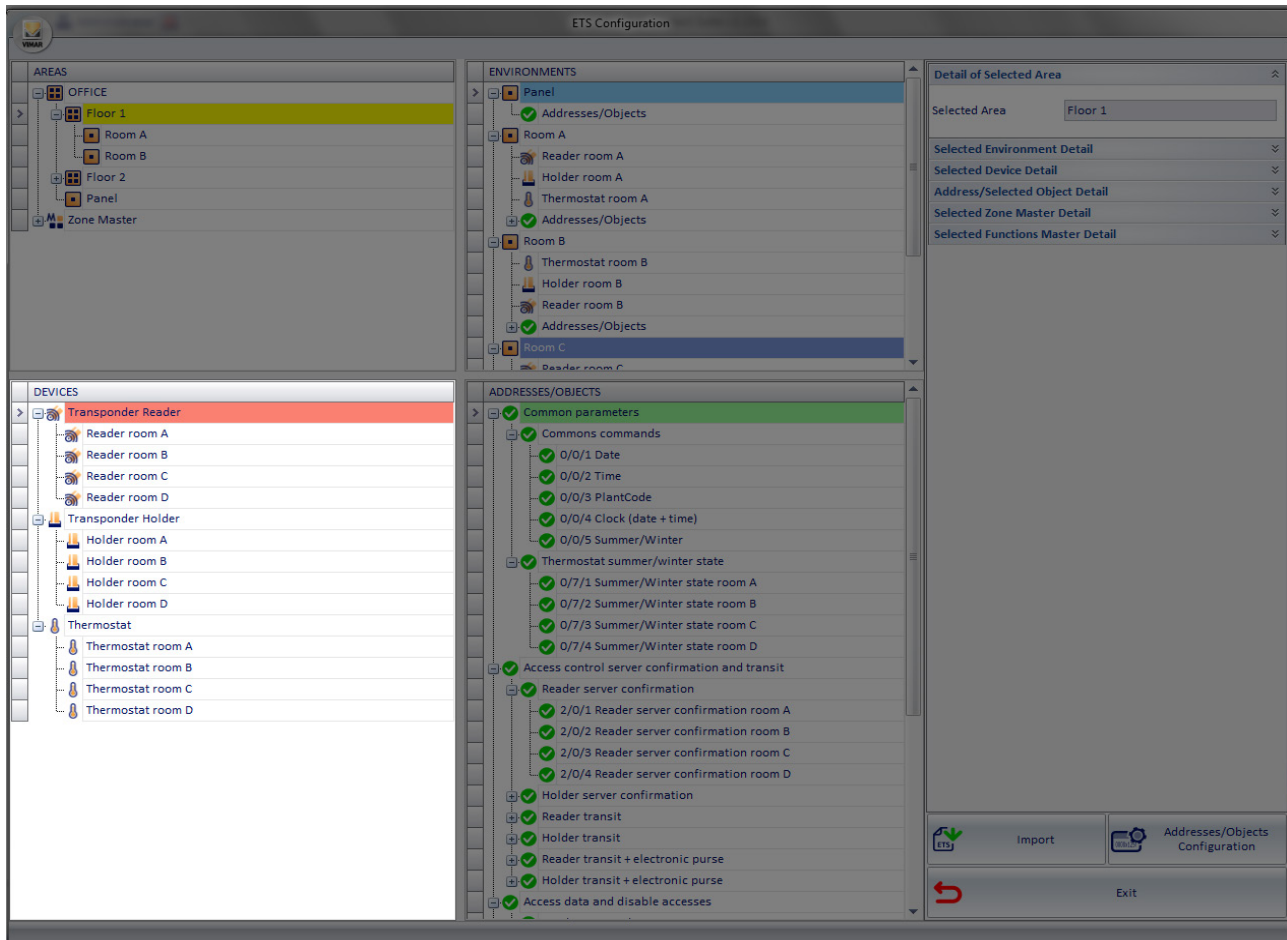 ETS Configuration
VIMAR
AREAS
OFFICE
Floor 1
Room A
Room B
Floor 2
Panel
Zone Master
ENVIRONMENTS
Panel
Addresses/Objects
Room A
Reader room A
Holder room A
Thermostat room A
Addresses/Objects
Room B
Thermostat room B
Holder room B
Reader room B
Addresses/Objects
Room C
Reader room C
Detail of Selected Area
Selected Area
Floor 1
Selected Environment Detail
Selected Device Detail
Address/Selected Object Detail
Selected Zone Master Detail
Selected Functions Master Detail
DEVICES
Transponder Reader
Reader room A
Reader room B
Reader room C
Reader room D
Transponder Holder
Holder room A
Holder room B
Holder room C
Holder room D
Thermostat
Thermostat room A
Thermostat room B
Thermostat room C
Thermostat room D
ADDRESSES/OBJECTS
Common parameters
Commons commands
0/0/1 Date
0/0/2 Time
0/0/3 PlantCode
0/0/4 Clock (date + time)
0/0/5 Summer/Winter
Thermostat summer/winter state
0/7/1 Summer/Winter state room A
0/7/2 Summer/Winter state room B
0/7/3 Summer/Winter state room C
0/7/4 Summer/Winter state room D
Access control server confirmation and transit
Reader server confirmation
2/0/1 Reader server confirmation room A
2/0/2 Reader server confirmation room B
2/0/3 Reader server confirmation room C
2/0/4 Reader server confirmation room D
Holder server confirmation
Reader transit
Holder transit
Reader transit + electronic purse
Holder transit + electronic purse
Access data and disable accesses
ETS
Import
Addresses/Objects
Configuration
Exit